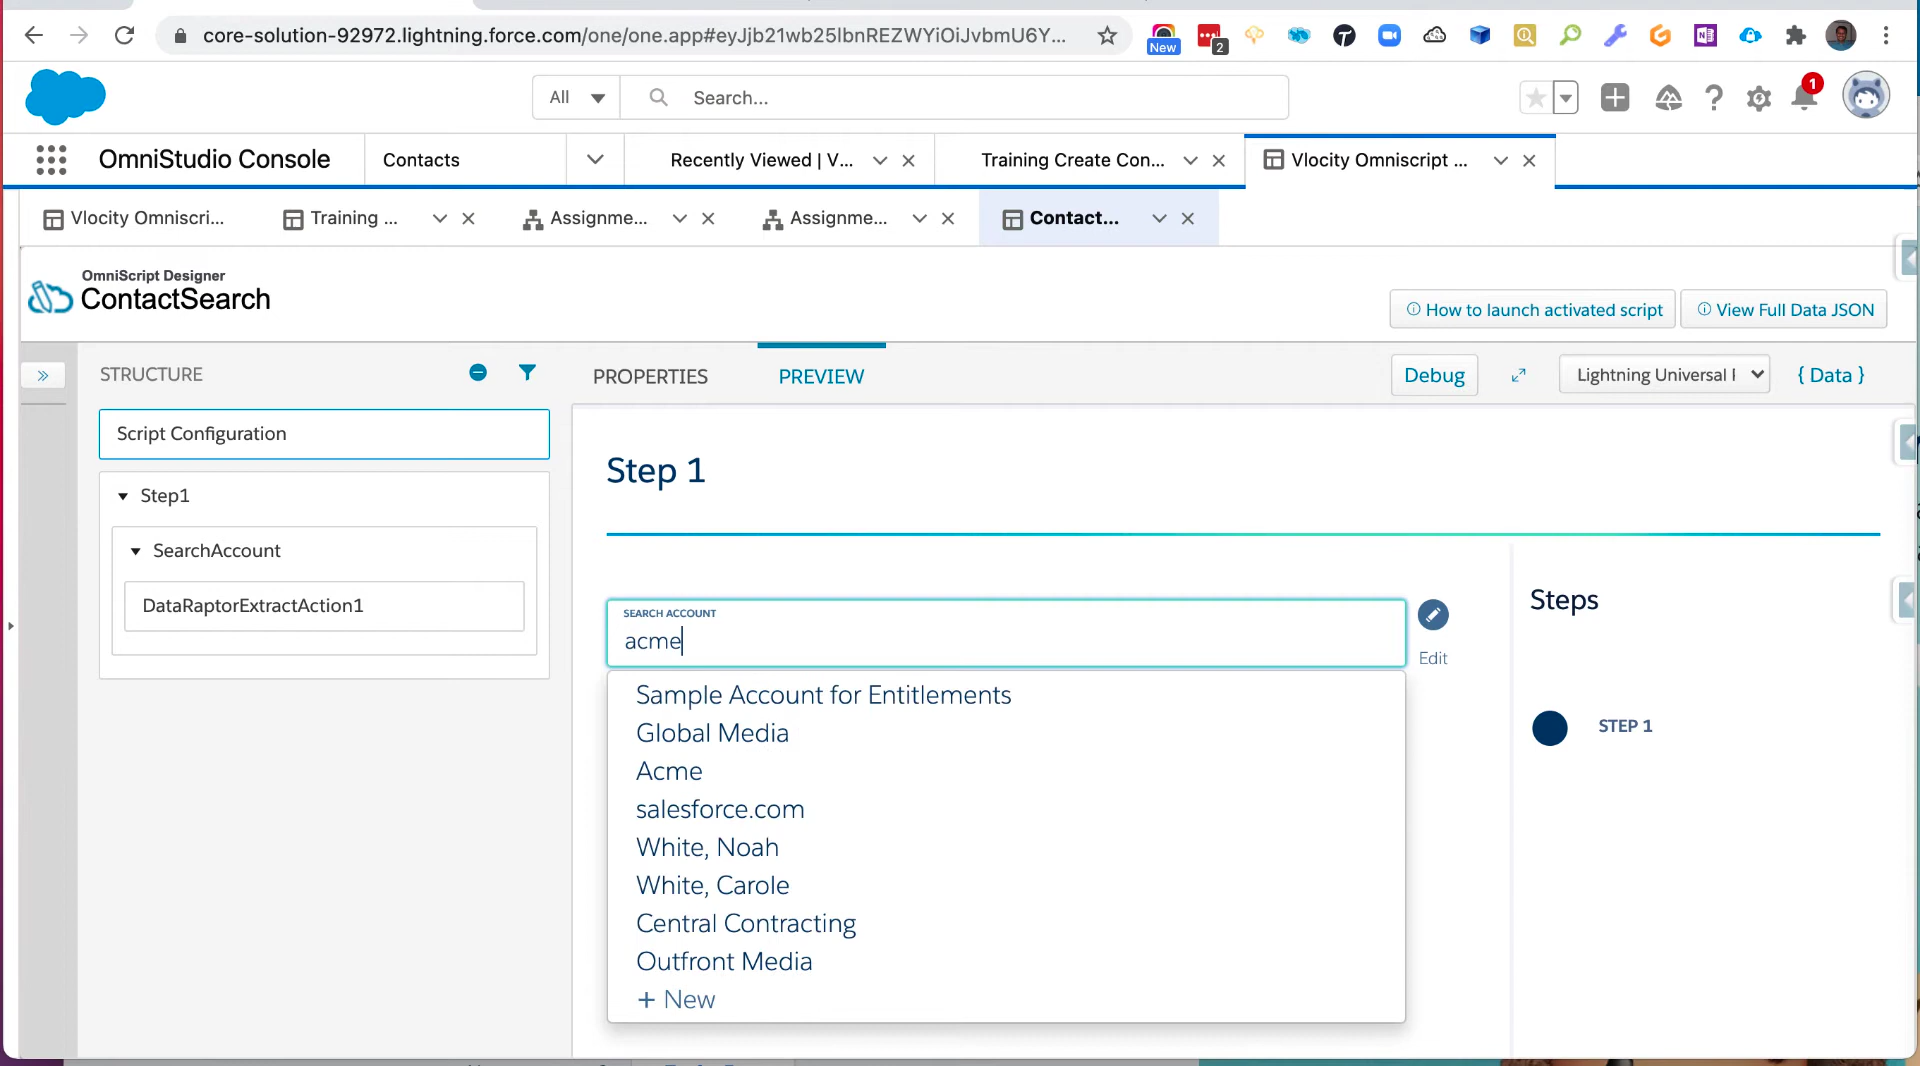 core-solution-92972.lightning.force.com/one/one.app#eyJjb21wb25lbnREZWYiOiJvbmU6Y...
New
2
All
Search...
1
OmniStudio Console
Contacts
Recently Viewed | V...
Training Create Con...
Vlocity Omniscript ...
Vlocity Omniscri...
Training ...
Assignme...
Assignme...
Contact...
OmniScript Designer
ContactSearch
How to launch activated script
View Full Data JSON
STRUCTURE
PROPERTIES
PREVIEW
Debug
Lightning Universal
{ Data }
Script Configuration
Step1
SearchAccount
DataRaptorExtractAction1
Step 1
SEARCH ACCOUNT
acme
Edit
Sample Account for Entitlements
Global Media
Acme
salesforce.com
White, Noah
White, Carole
Central Contracting
Outfront Media
+ New
Steps
STEP 1